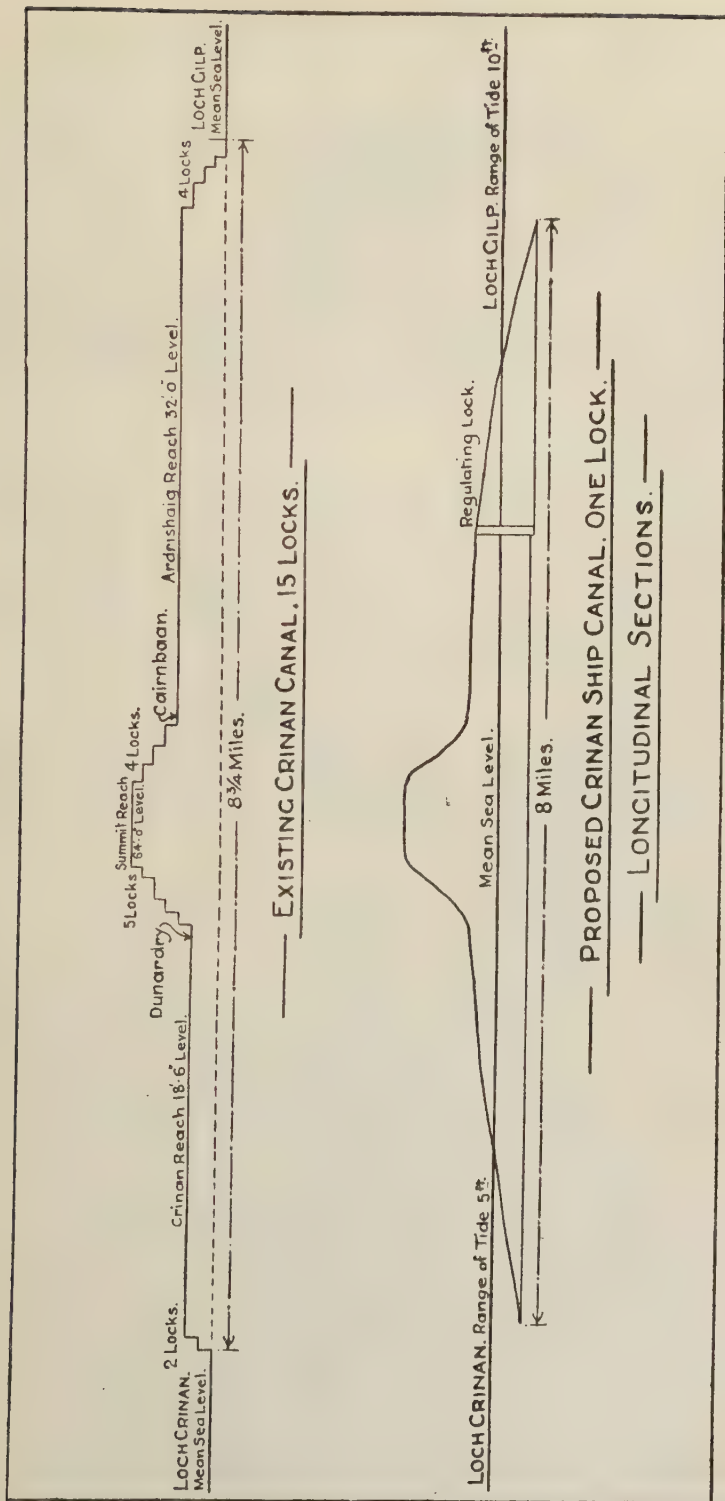 LOCH CRINAN.
Mean Sea Level.
2 Locks.
Crinan Reach 18'·6" Level.
Dunardry
5 Locks
Summit Reach
64'·0" Level.
4 Locks.
Cairnbaan.
Ardrishaig Reach 32'·0" Level.
4 Locks
LOCH GILP.
Mean Sea Level.
8¾ Miles.
EXISTING CRINAN CANAL. 15 LOCKS.
LOCH CRINAN. Range of Tide 5ft.
Mean Sea Level.
Regulating Lock.
LOCH GILP. Range of Tide 10ft.
8 Miles.
PROPOSED CRINAN SHIP CANAL. ONE LOCK.
LONGITUDINAL SECTIONS.